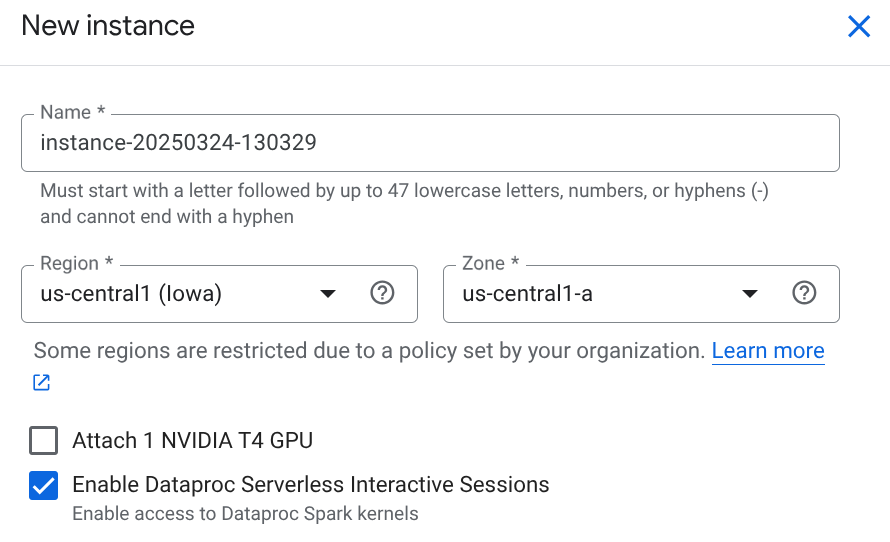 New instance
Name *
instance-20250324-130329
Must start with a letter followed by up to 47 lowercase letters, numbers, or hyphens (-)
and cannot end with a hyphen
Region *
us-central1 (Iowa)
Zone *
us-central1-a
Some regions are restricted due to a policy set by your organization. Learn more
Attach 1 NVIDIA T4 GPU
Enable Dataproc Serverless Interactive Sessions
Enable access to Dataproc Spark kernels